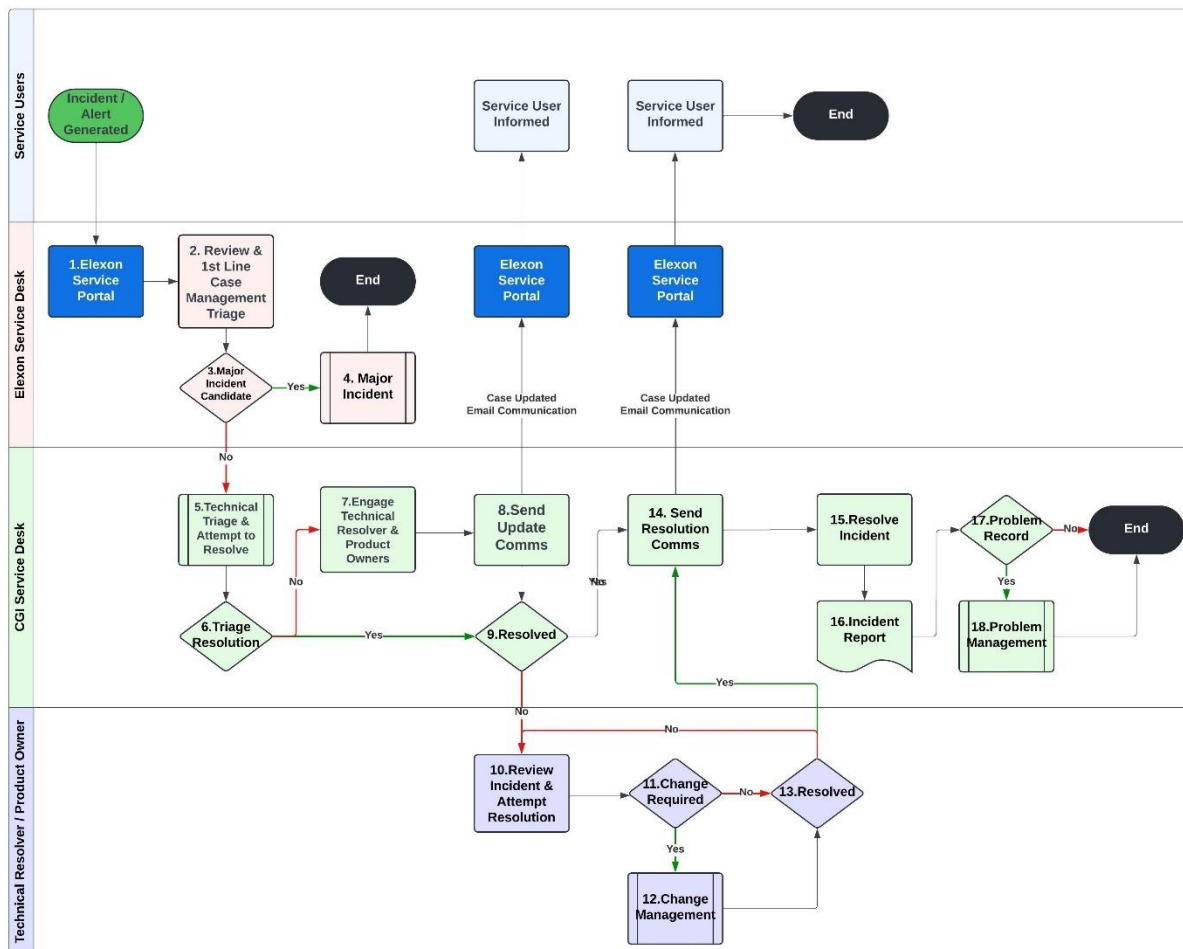 Service Users
Incident /
Alert
Generated
Service User
Informed
Service User
Informed
End
Elexon Service Desk
1.Elexon
Service
Portal
2. Review &
1st Line
Case
Management
Triage
End
Elexon
Service
Portal
Elexon
Service
Portal
3.Major
Incident
Candidate
Yes
4. Major
Incident
Case Updated
Email Communication
Case Updated
Email Communication
No
CGI Service Desk
5.Technical
Triage &
Attempt to
Resolve
7.Engage
Technical
Resolver &
Product
Owners
8.Send
Update
Comms
14. Send
Resolution
Comms
15.Resolve
Incident
17.Problem
Record
No
End
No
Yes
6.Triage
Resolution
Yes
9.Resolved
16.Incident
Report
Yes
18.Problem
Management
Yes
No
Technical Resolver / Product Owner
No
10.Review
Incident &
Attempt
Resolution
11.Change
Required
No
13.Resolved
Yes
12.Change
Management